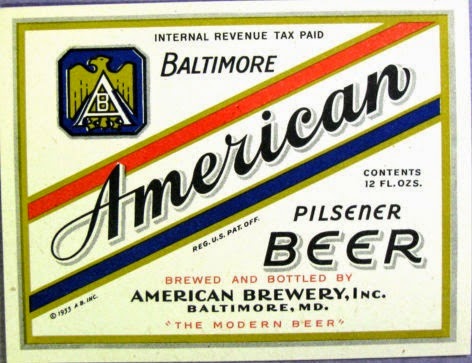 INTERNAL REVENUE TAX PAID
BALTIMORE
AB
American
REG. U.S. PAT. OFF.
CONTENTS
12 FL. OZS.
PILSENER
BEER
BREWED AND BOTTLED BY
AMERICAN BREWERY, INC.
BALTIMORE, MD.
© 1933 A.B. INC.
"THE MODERN BEER"